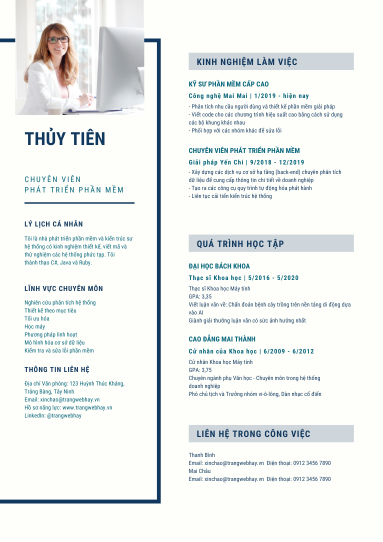 THỦY TIÊN
CHUYÊN VIÊN
PHÁT TRIỂN PHẦN MỀM
LÝ LỊCH CÁ NHÂN
Tôi là nhà phát triển phần mềm và kiến trúc sư
hệ thống có kinh nghiệm thiết kế, viết mã và
thử nghiệm các hệ thống phức tạp. Tôi
thành thạo C#, Java và Ruby.
LĨNH VỰC CHUYÊN MÔN
Nghiên cứu phân tích hệ thống
Thiết kế theo mục tiêu
Tối ưu hóa
Học máy
Phương pháp linh hoạt
Mô hình hóa cơ sở dữ liệu
Kiểm tra và sửa lỗi phần mềm
THÔNG TIN LIÊN HỆ
Địa chỉ Văn phòng: 123 Huỳnh Thúc Kháng,
Trảng Bàng, Tây Ninh
Email: xinchao@trangwebhay.vn
Hồ sơ năng lực: www.trangwebhay.vn
LinkedIn: @trangwebhay
KINH NGHIỆM LÀM VIỆC
KỸ SƯ PHẦN MỀM CẤP CAO
Công nghệ Mai Mai | 1/2019 - hiện nay
- Phân tích nhu cầu người dùng và thiết kế phần mềm giải pháp
- Viết code cho các chương trình hiệu suất cao bằng cách sử dụng
các bộ khung khác nhau
- Phối hợp với các nhóm khác để sửa lỗi
CHUYÊN VIÊN PHÁT TRIỂN PHẦN MỀM
Giải pháp Yến Chi | 9/2018 - 12/2019
- Xây dựng các dịch vụ cơ sở hạ tầng (back-end) chuyên phân tích
dữ liệu để cung cấp thông tin chi tiết về doanh nghiệp
- Tạo ra các công cụ quy trình tự động hóa phát hành
- Liên tục cải tiến kiến trúc hệ thống
QUÁ TRÌNH HỌC TẬP
ĐẠI HỌC BÁCH KHOA
Thạc sĩ Khoa học | 5/2016 - 5/2020
Thạc sĩ Khoa học Máy tính
GPA: 3,35
Viết luận văn về: Chẩn đoán bệnh cây trồng trên nền tảng di động dựa
vào AI
Giành giải thưởng luận văn có sức ảnh hưởng nhất
CAO ĐẲNG MAI THÀNH
Cử nhân của Khoa học | 6/2009 - 6/2012
Cử nhân Khoa học Máy tính
GPA: 3,75
Chuyên ngành phụ Văn học - Chuyên môn trong hệ thống
doanh nghiệp
Phó chủ tịch và Trưởng nhóm vi-ô-lông, Dàn nhạc cổ điển
LIÊN HỆ TRONG CÔNG VIỆC
Thanh Bình
Email: xinchao@trangwebhay.vn Điện thoại: 0912 3456 7890
Mai Châu
Email: xinchao@trangwebhay.vn Điện thoại: 0912 3456 7890